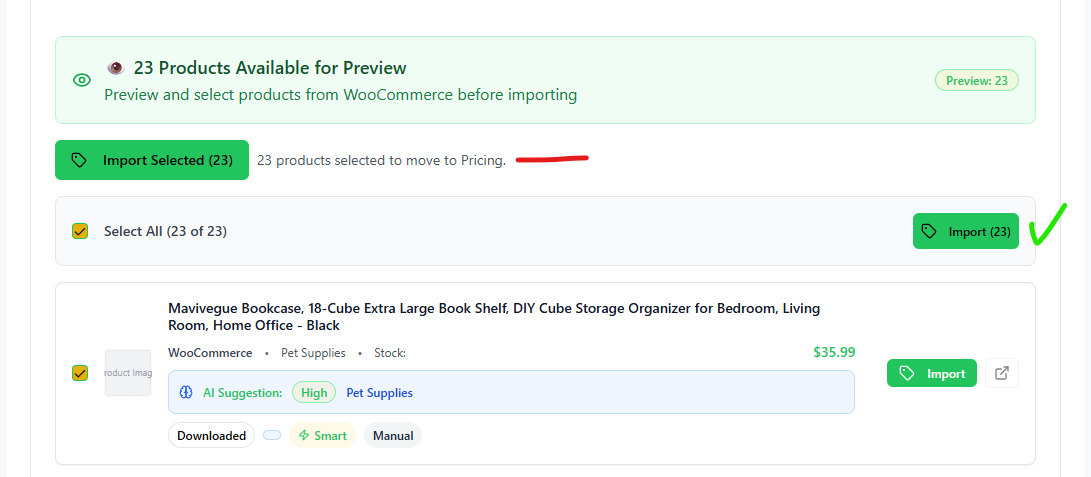 23 Products Available for Preview
Preview and select products from WooCommerce before importing
Preview: 23
Import Selected (23)
23 products selected to move to Pricing.
Select All (23 of 23)
Import (23)
Mavivegue Bookcase, 18-Cube Extra Large Book Shelf, DIY Cube Storage Organizer for Bedroom, Living
Room, Home Office - Black
WooCommerce • Pet Supplies • Stock:
$35.99
roduct Imag
Import
AI Suggestion: High Pet Supplies
Downloaded Smart Manual